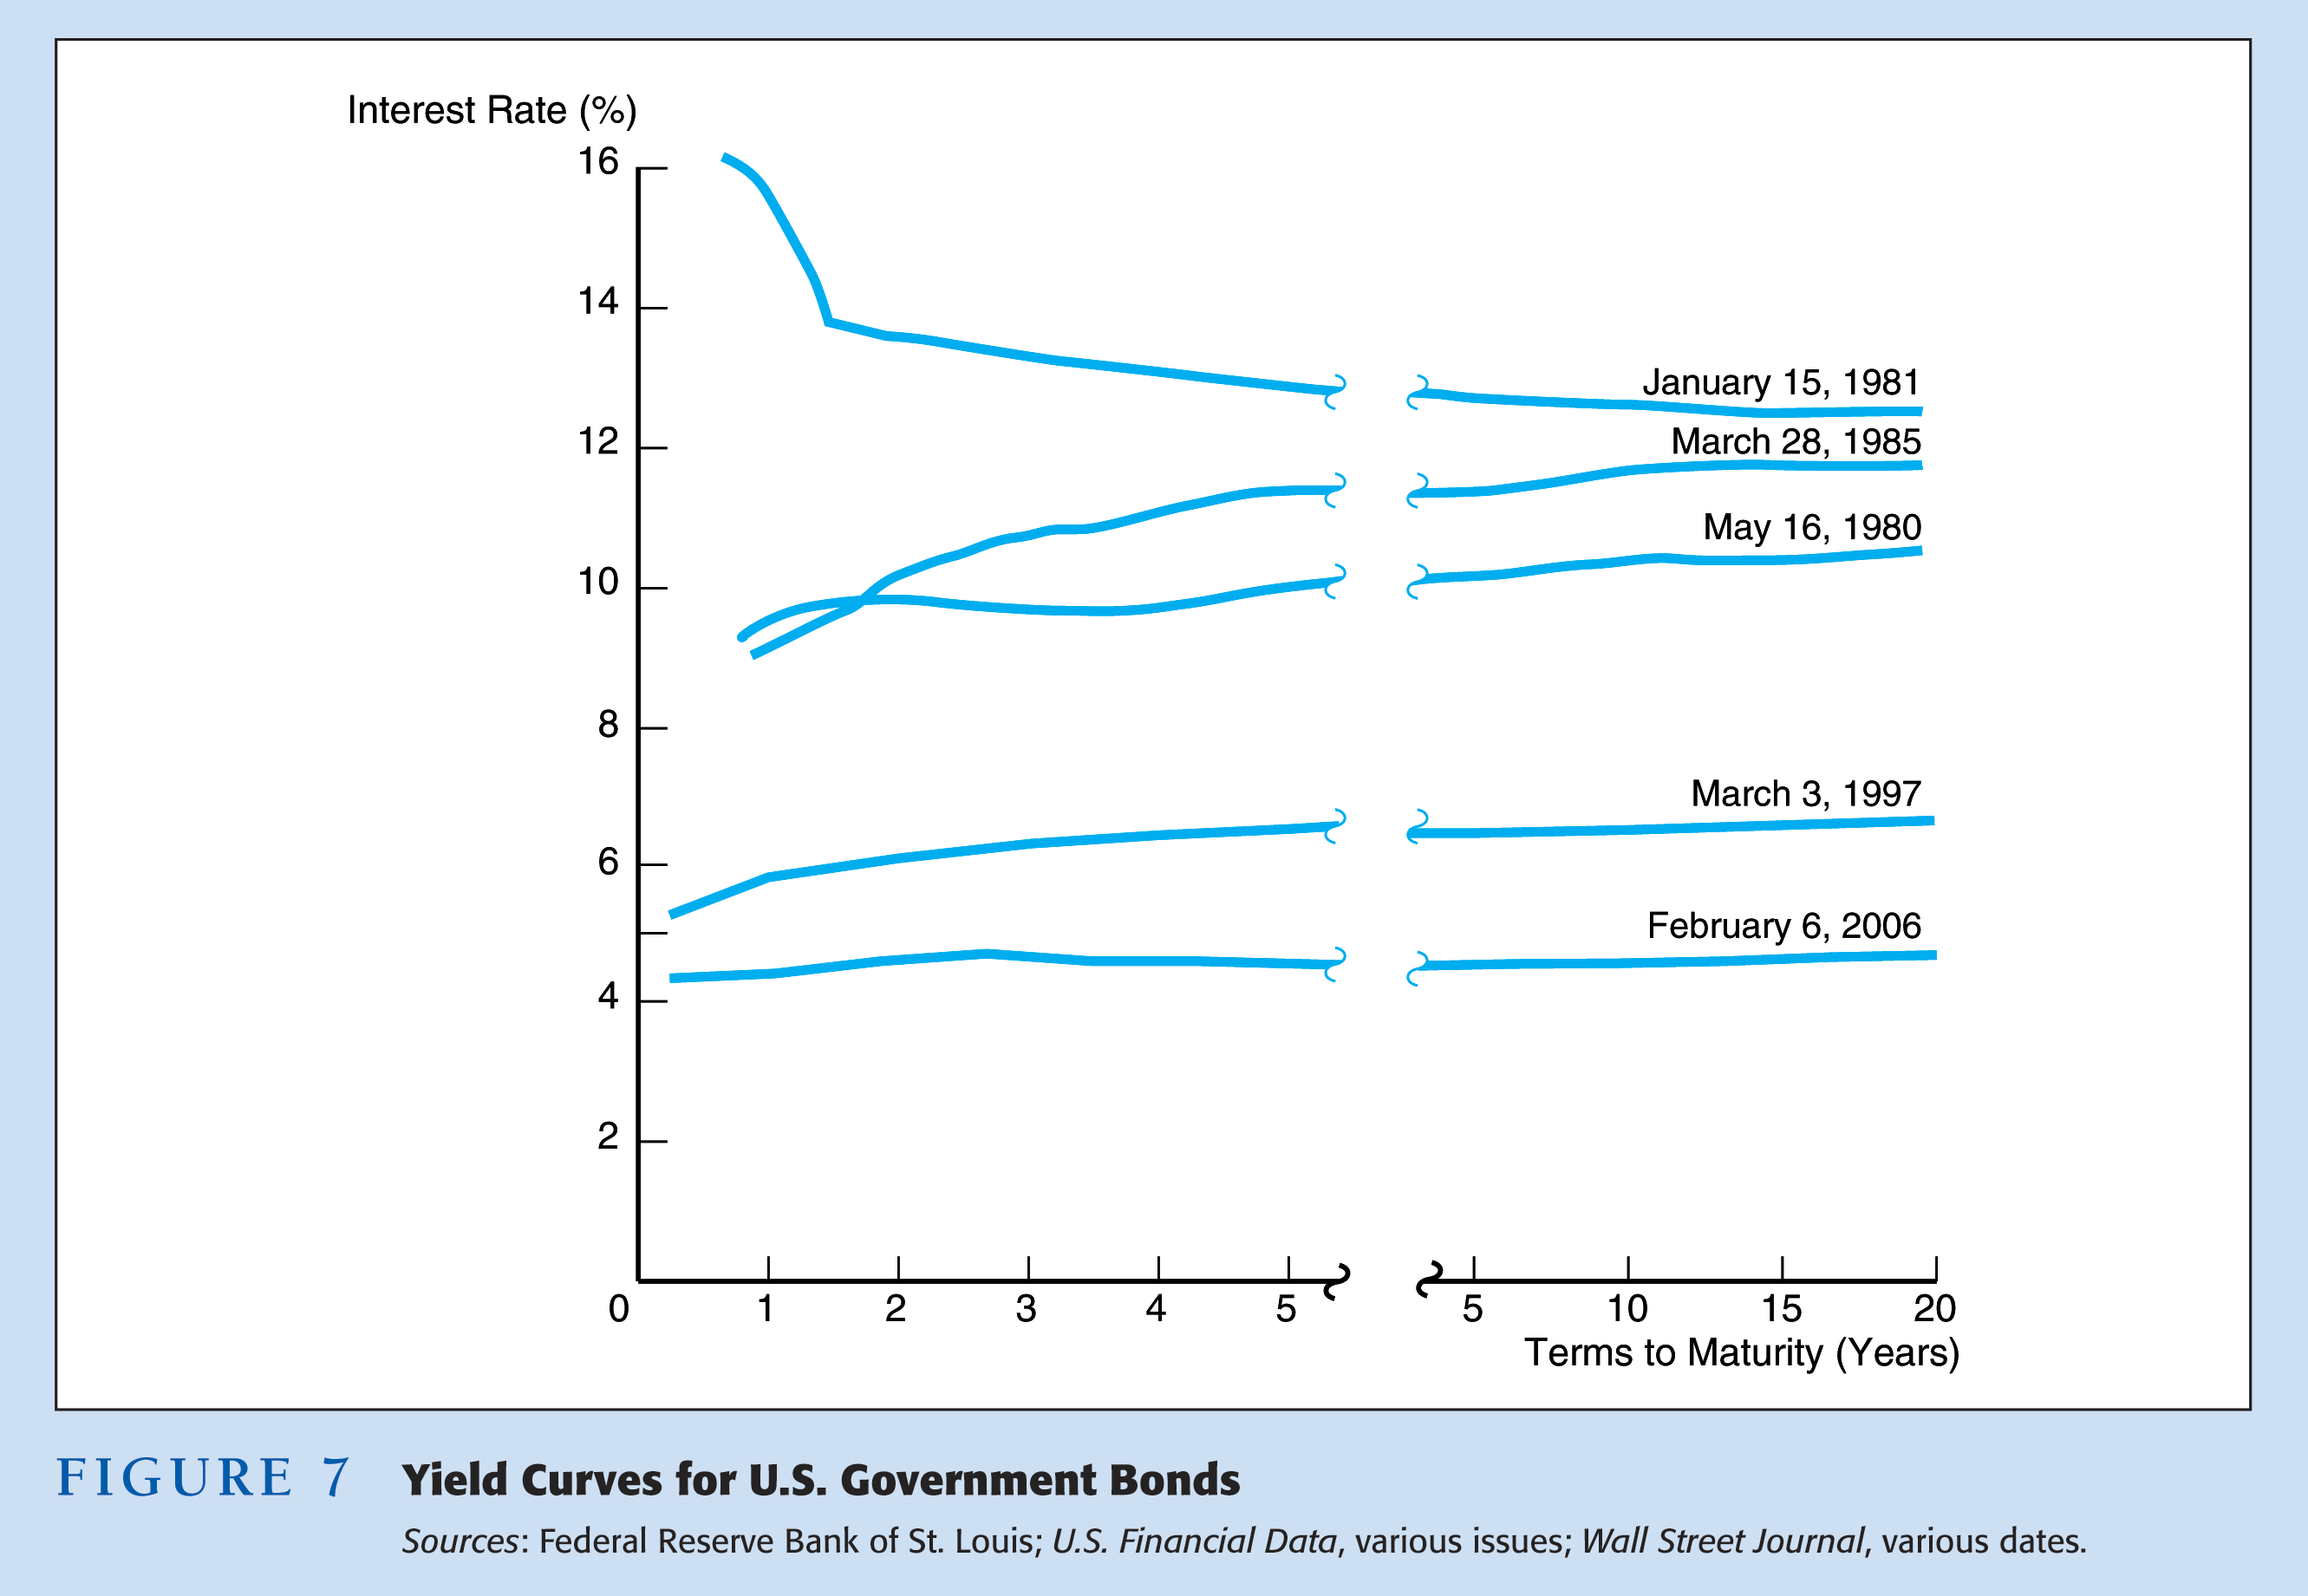 Interest Rate (%)
16
14
12
10
8
6
4
2
January 15, 1981
March 28, 1985
May 16, 1980
March 3, 1997
February 6, 2006
0 1 2 3 4 5 5 10 15 20
Terms to Maturity (Years)
FIGURE 7 Yield Curves for U.S. Government Bonds
Sources: Federal Reserve Bank of St. Louis; U.S. Financial Data, various issues; Wall Street Journal, various dates.